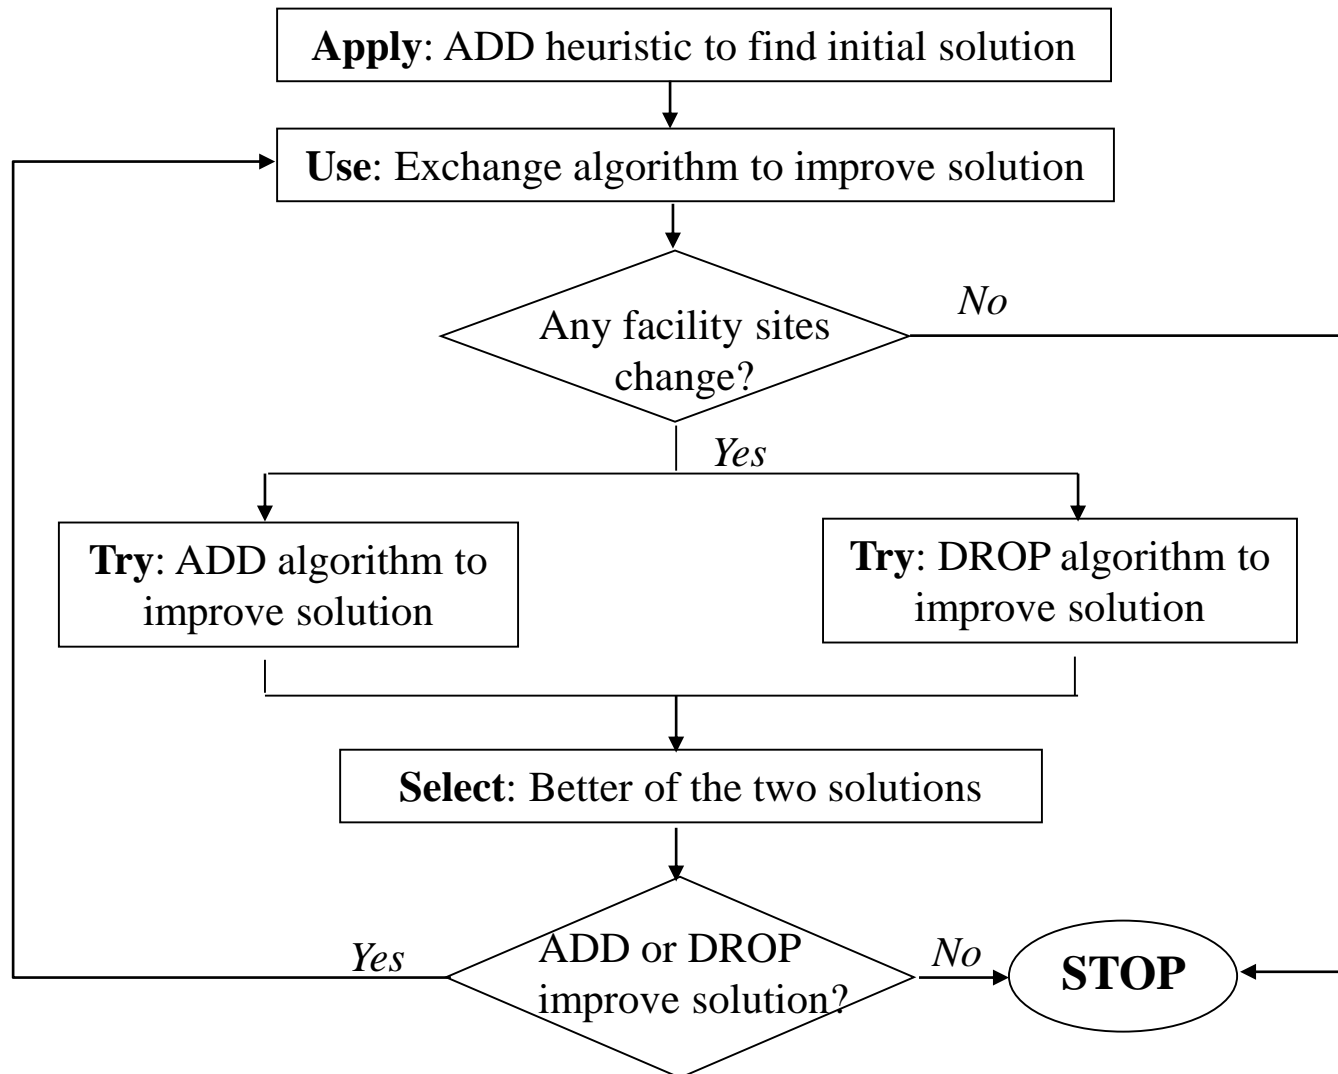 Apply: ADD heuristic to find initial solution
Use: Exchange algorithm to improve solution
No
Any facility sites
change?
Yes
Try: ADD algorithm to
improve solution
Try: DROP algorithm to
improve solution
Select: Better of the two solutions
Yes
ADD or DROP
improve solution?
No
STOP